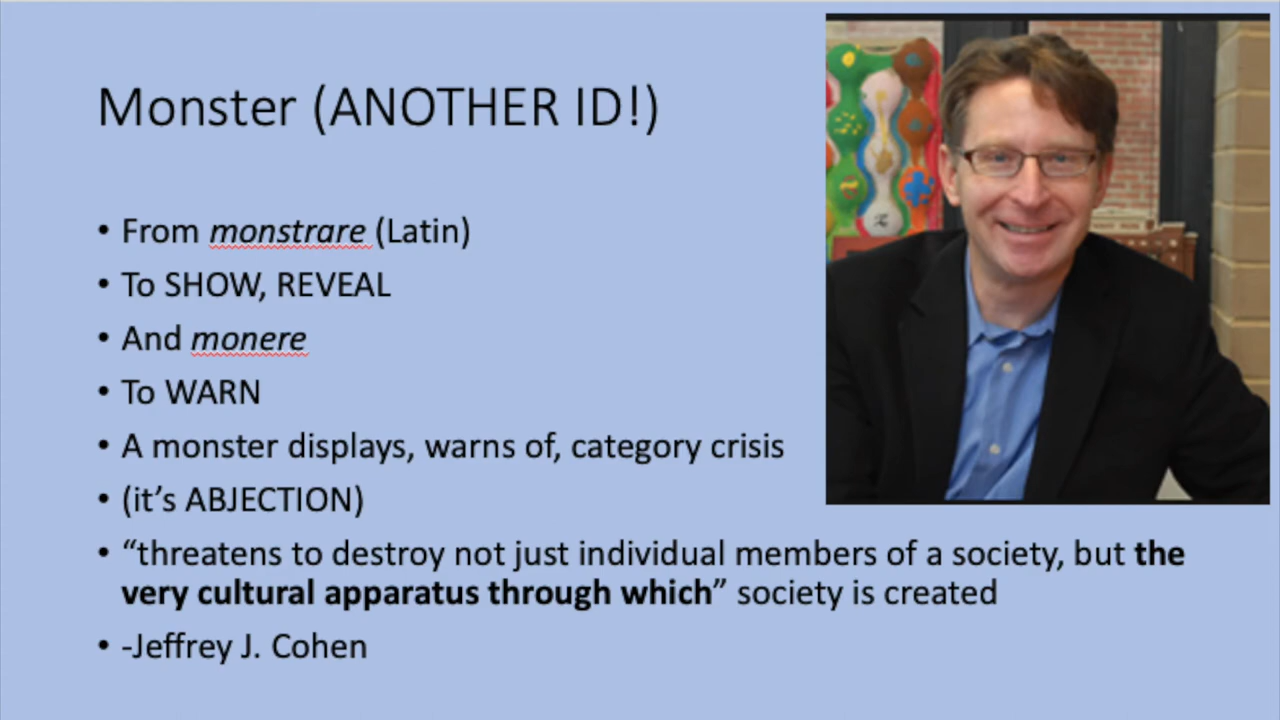 Monster (ANOTHER ID!)
• From monstrare (Latin)
• To SHOW, REVEAL
• And monere
• To WARN
• A monster displays, warns of, category crisis
• (it’s ABJECTION)
• “threatens to destroy not just individual members of a society, but the
very cultural apparatus through which” society is created
• -Jeffrey J. Cohen